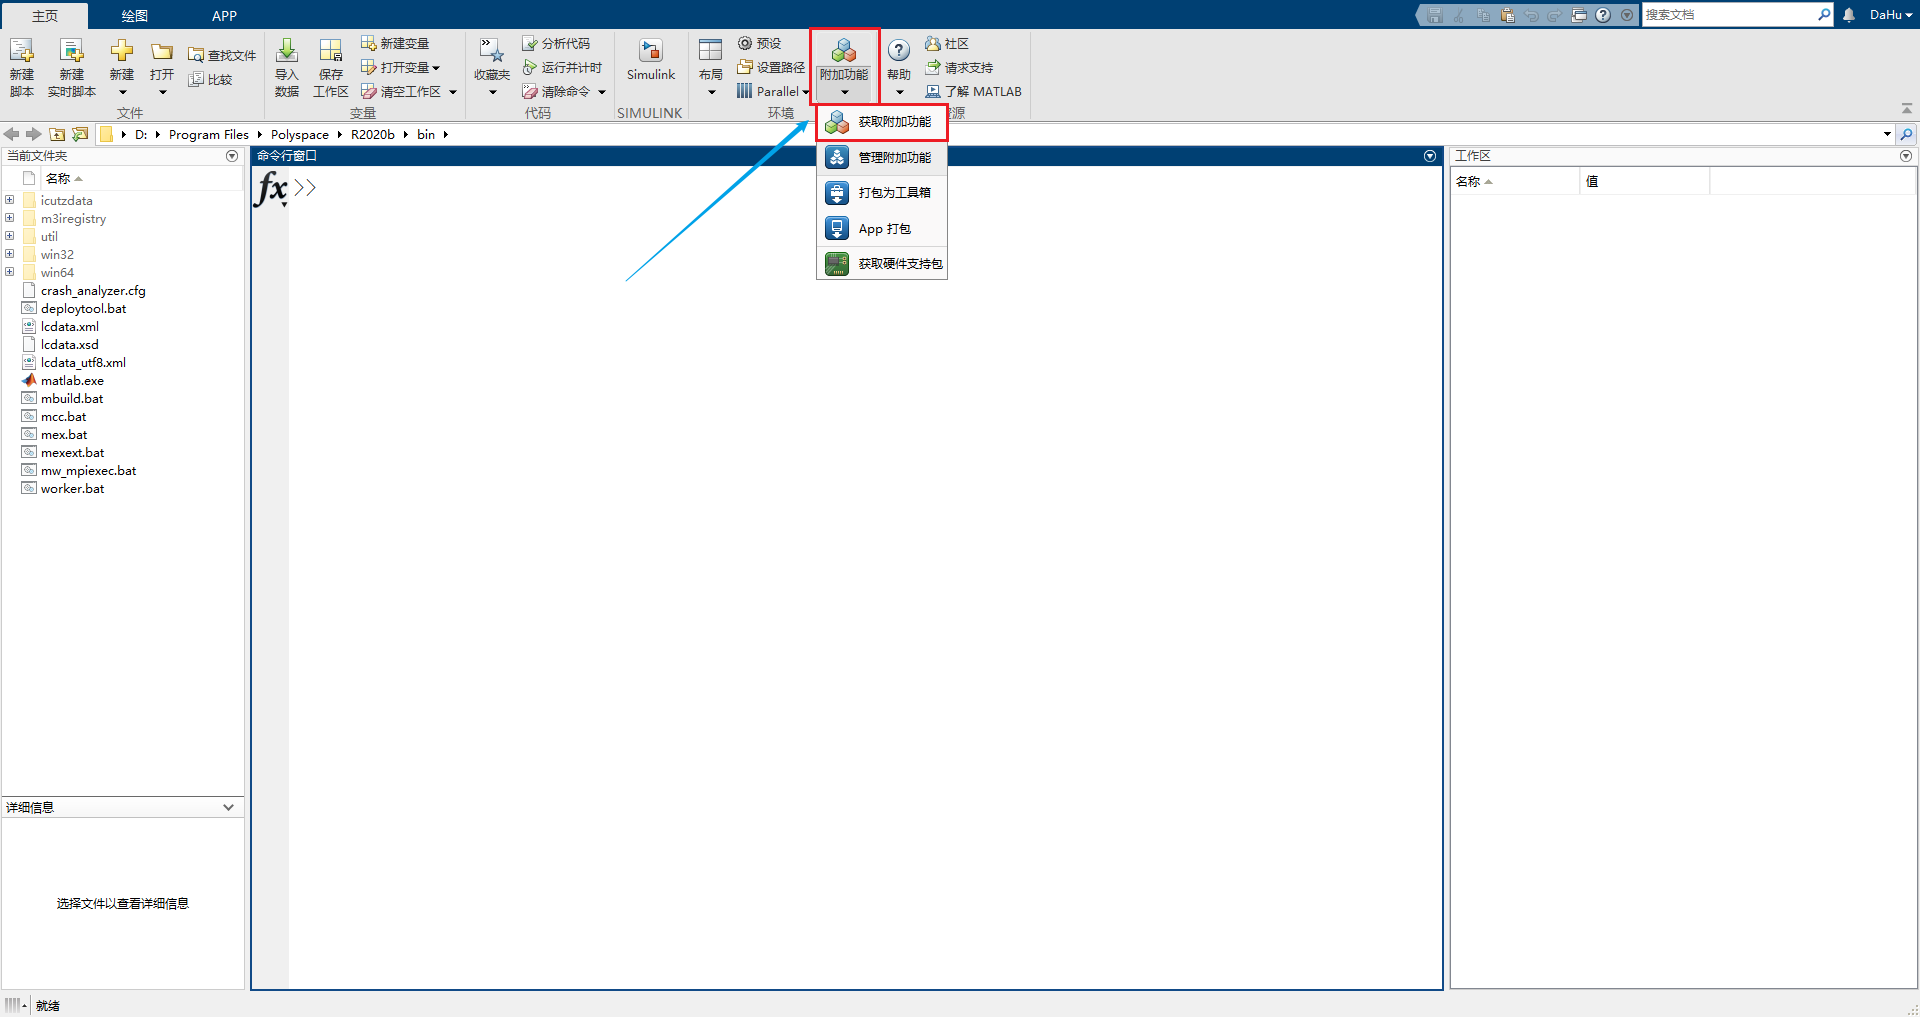 主页 绘图 APP
搜索文档
DaHu
新建
脚本
新建
实时脚本
新建
打开
查找文件
比较
文件
导入
数据
保存
工作区
新建变量
打开变量
清空工作区
变量
收藏夹
分析代码
运行并计时
清除命令
代码
Simulink
SIMULINK
布局
预设
设置路径
Parallel
环境
附加功能
帮助
社区
请求支持
了解 MATLAB
源
D: Program Files Polyspace R2020b bin
获取附加功能
管理附加功能
打包为工具箱
App 打包
获取硬件支持包
当前文件夹
名称
icutzdata
m3iregistry
util
win32
win64
crash_analyzer.cfg
deploytool.bat
lcdata.xml
lcdata.xsd
lcdata_utf8.xml
matlab.exe
mbuild.bat
mcc.bat
mex.bat
mexext.bat
mw_mpiexec.bat
worker.bat
详细信息
选择文件以查看详细信息
命令行窗口
fx >>
工作区
名称 值
就绪